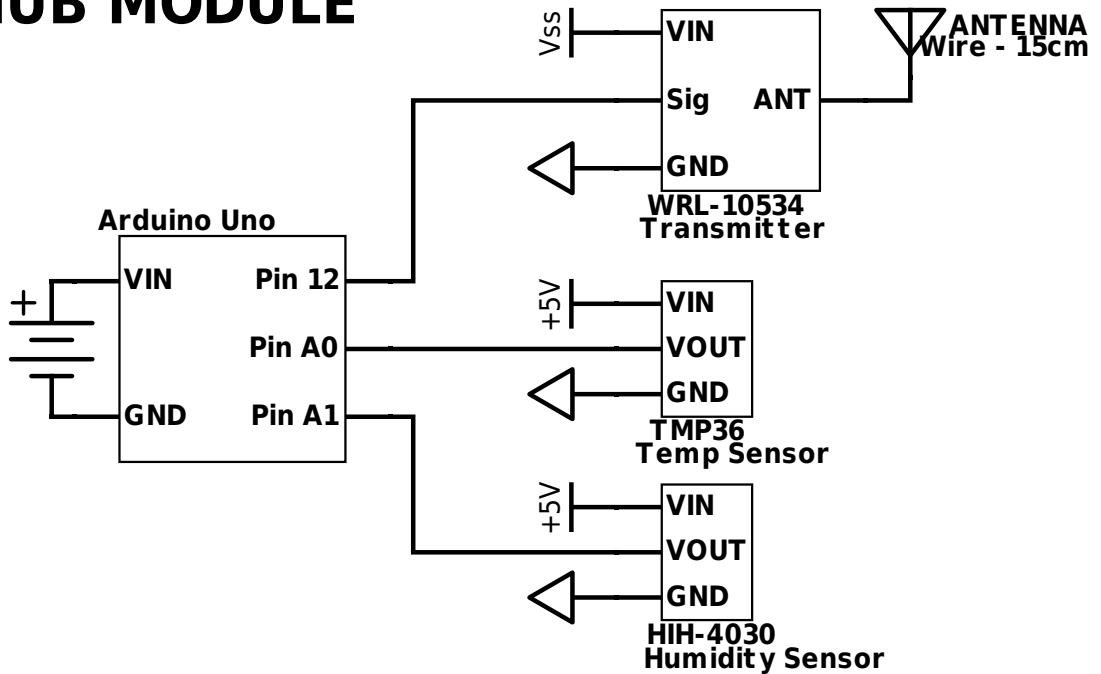 HUB MODULE
Vss
VIN
Sig
ANT
GND
ANTENNA
Wire - 15cm
WRL-10534
Transmitter
Arduino Uno
VIN
Pin 12
Pin A0
GND
Pin A1
+
+5V
VIN
VOUT
GND
TMP36
Temp Sensor
+5V
VIN
VOUT
GND
HIH-4030
Humidity Sensor